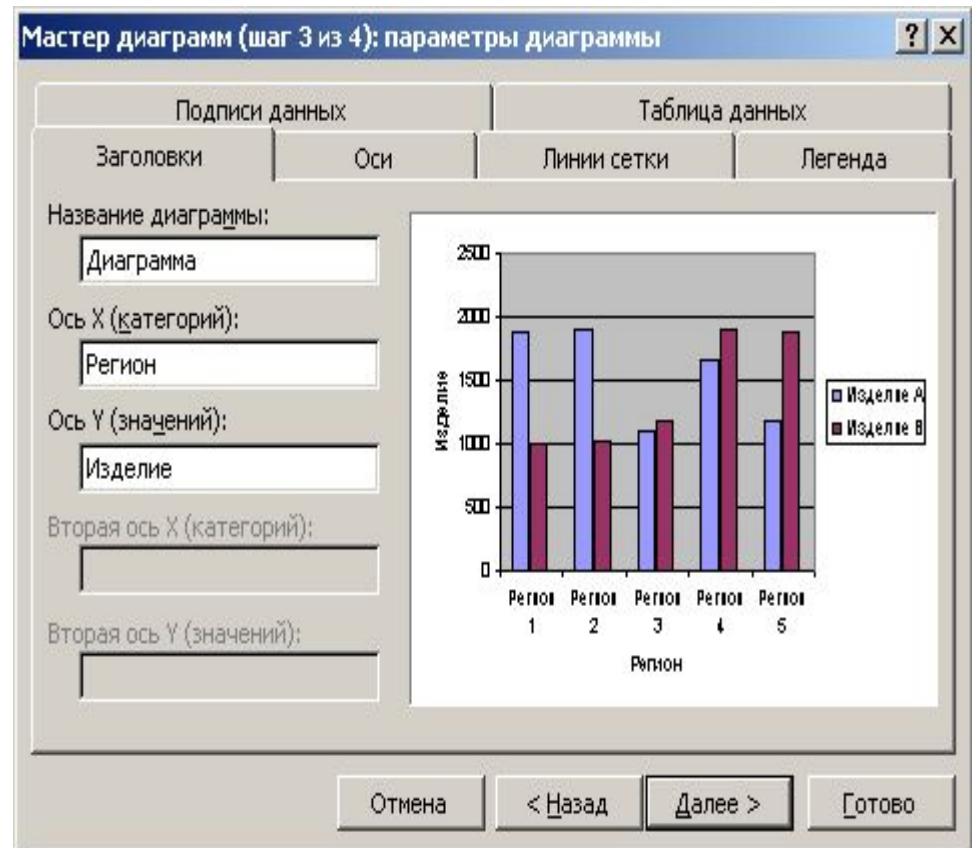 Мастер диаграмм (шаг 3 из 4): параметры диаграммы
Подписи данных
Таблица данных
Заголовки
Оси
Линии сетки
Легенда
Название диаграммы:
Диаграмма
Ось X (категорий):
Регион
Ось Y (значений):
Изделие
Вторая ось X (категорий):
Вторая ось Y (значений):
2500
2000
1500
1000
500
0
Изделие
Регион 1
Регион 2
Регион 3
Регион 4
Регион 5
Регион
Изделие A
Изделие B
Отмена
< Назад
Далее >
Готово